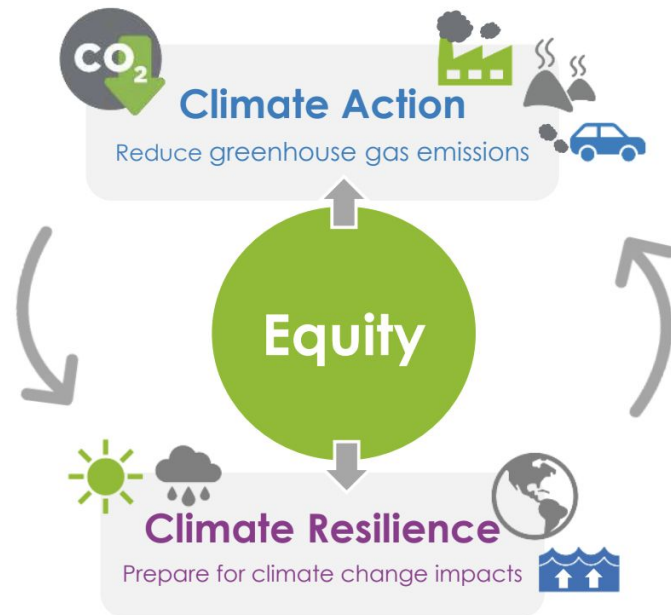 CO₂
Climate Action
Reduce greenhouse gas emissions
Equity
Climate Resilience
Prepare for climate change impacts